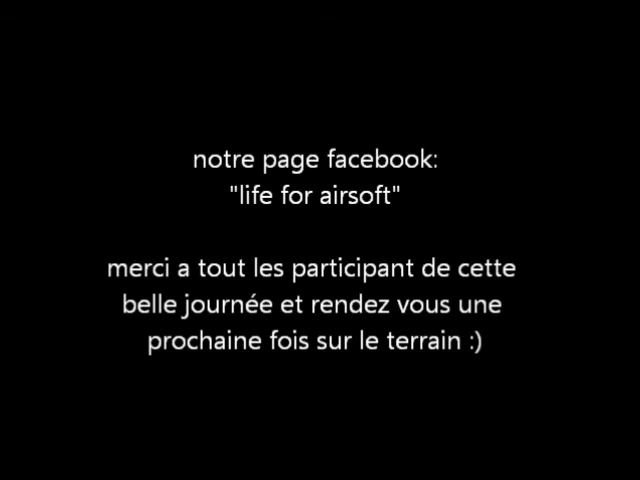 notre page facebook:
"life for airsoft"
merci a tout les participant de cette
belle journée et rendez vous une
prochaine fois sur le terrain :)